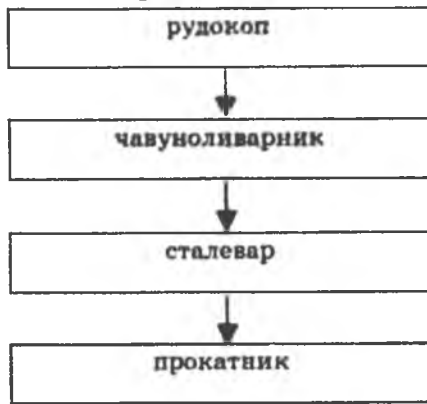 рудокоп
чавуноливарник
сталевар
прокатник